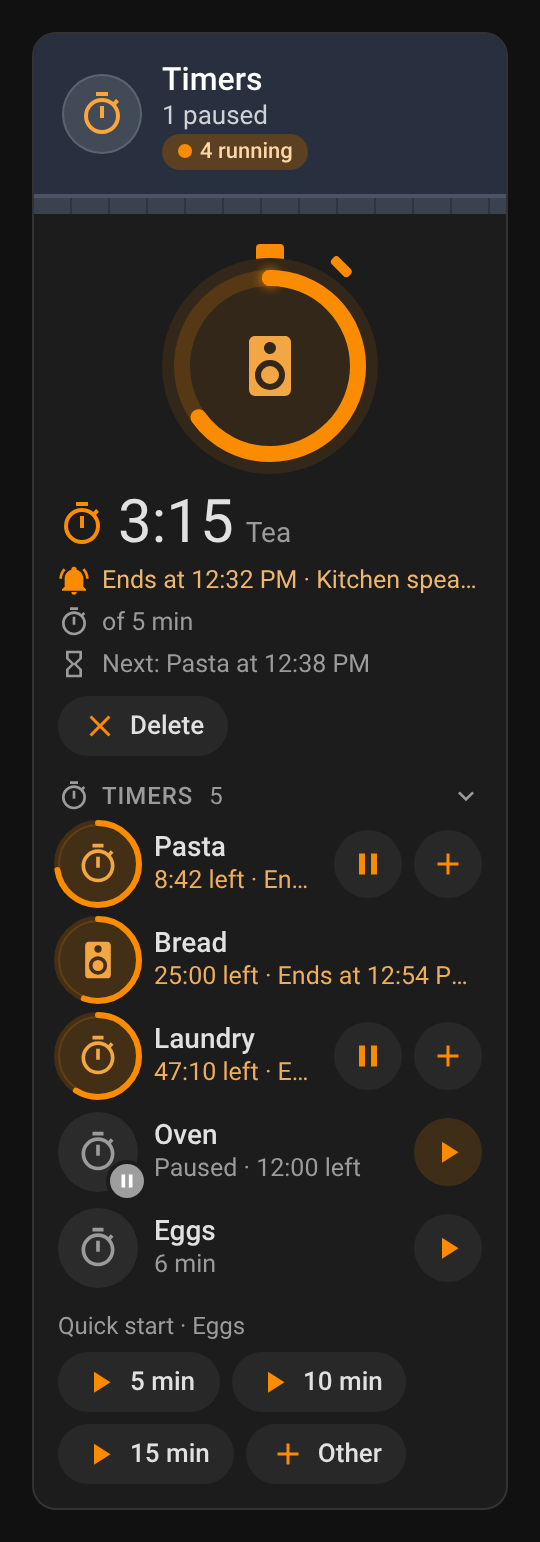 Timers
1 paused
4 running
3:15 Tea
Ends at 12:32 PM · Kitchen spea…
of 5 min
Next: Pasta at 12:38 PM
Delete
TIMERS 5
Pasta
8:42 left · En…
Bread
25:00 left · Ends at 12:54 P…
Laundry
47:10 left · E…
Oven
Paused · 12:00 left
Eggs
6 min
Quick start · Eggs
5 min
10 min
15 min
Other